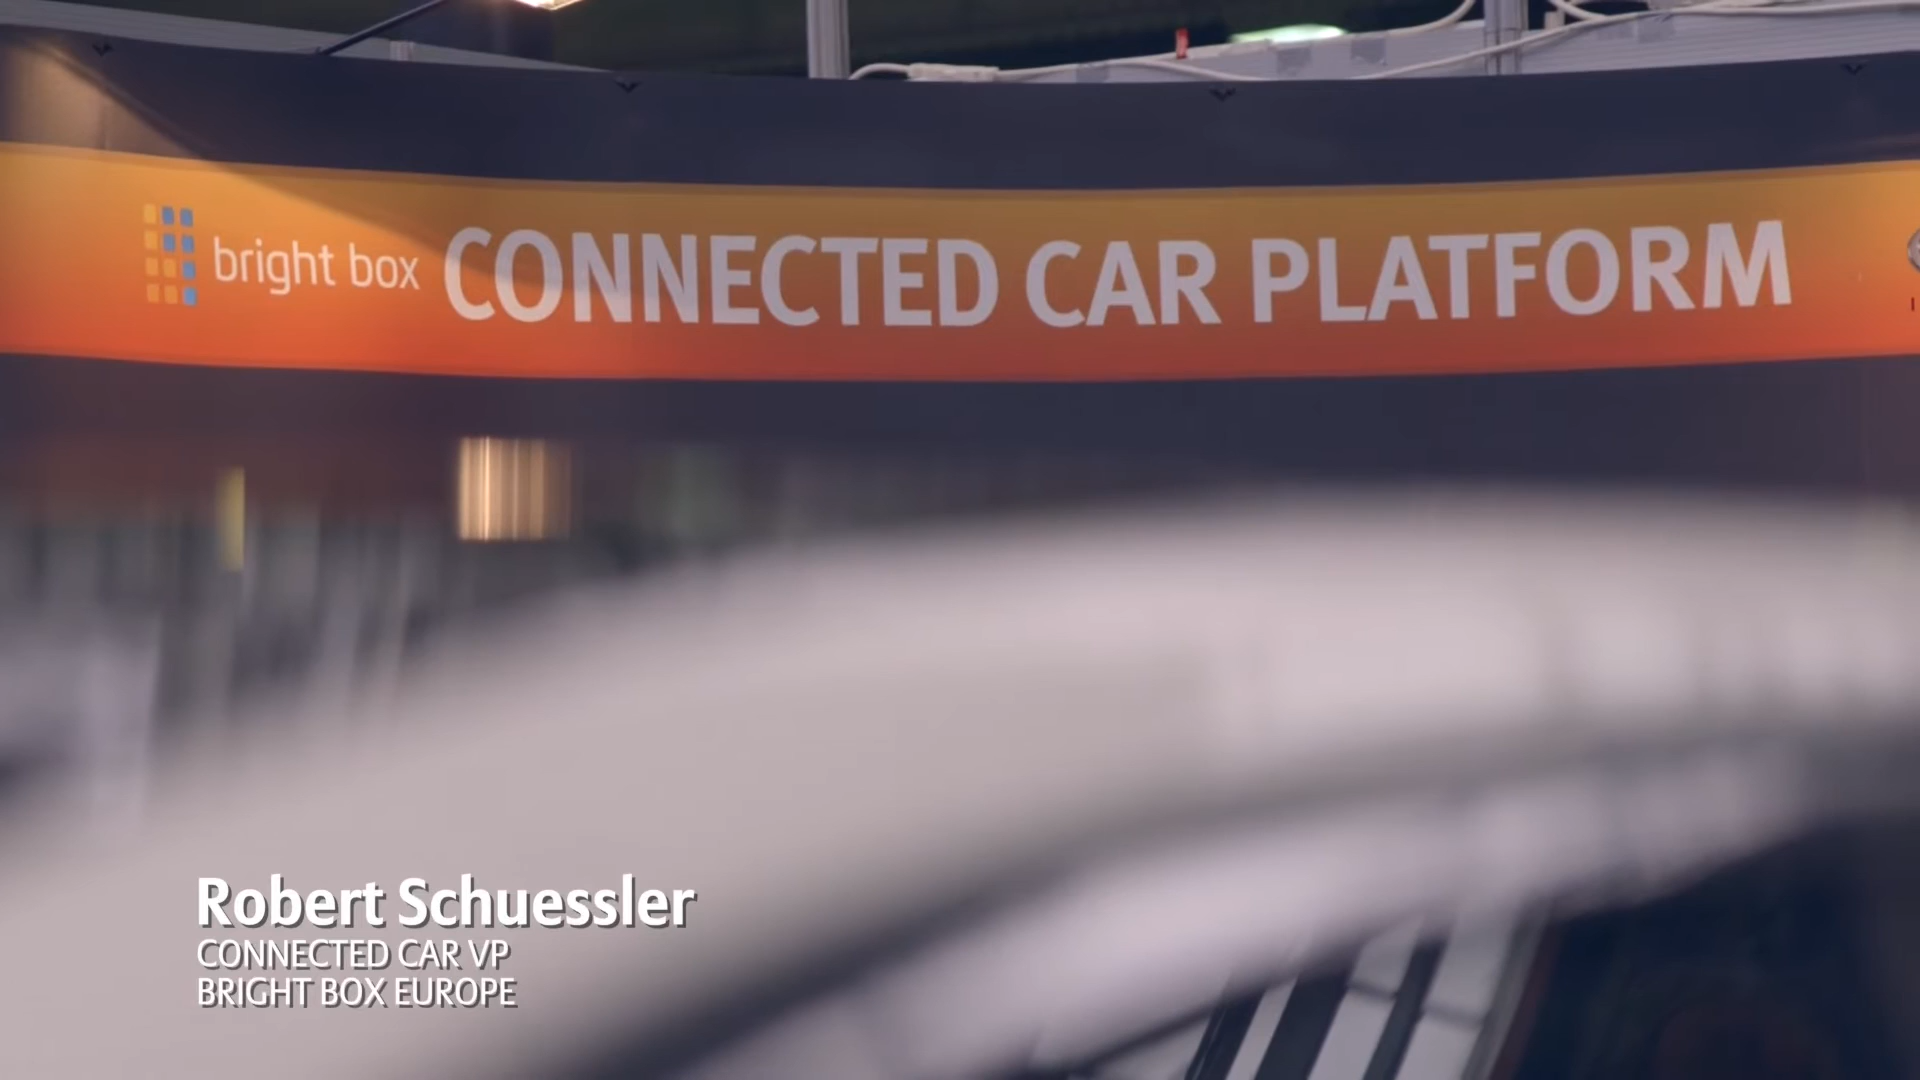 bright box CONNECTED CAR PLATFORM
Robert Schuessler
CONNECTED CAR VP
BRIGHT BOX EUROPE